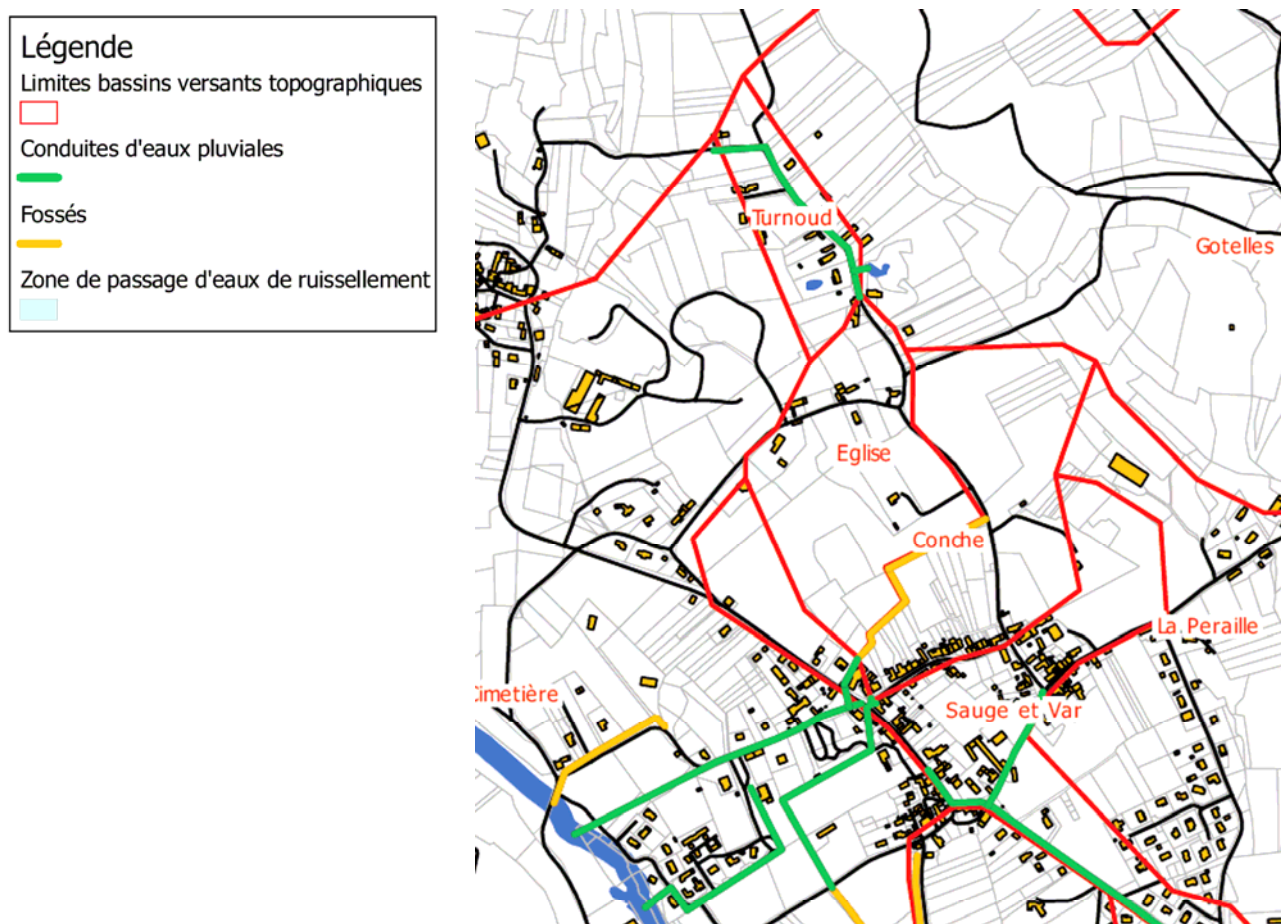 Légende
Limites bassins versants topographiques
Conduites d'eaux pluviales
Fossés
Zone de passage d'eaux de ruissellement
Turnoud
Gotelles
Eglise
Conche
La Peraille
Cimetière
Sauge et Var